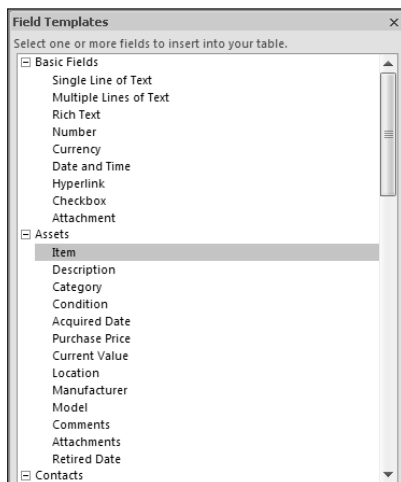 Field Templates
Select one or more fields to insert into your table.
Basic Fields
Single Line of Text
Multiple Lines of Text
Rich Text
Number
Currency
Date and Time
Hyperlink
Checkbox
Attachment
Assets
Item
Description
Category
Condition
Acquired Date
Purchase Price
Current Value
Location
Manufacturer
Model
Comments
Attachments
Retired Date
Contacts